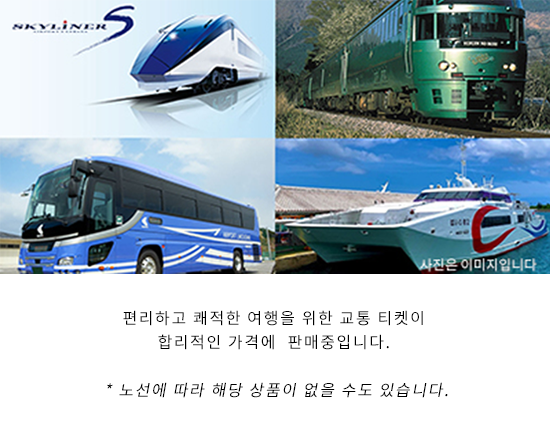 SKYLINER
사진은 이미지입니다
편리하고 쾌적한 여행을 위한 교통 티켓이
합리적인 가격에 판매중입니다.
* 노선에 따라 해당 상품이 없을 수도 있습니다.